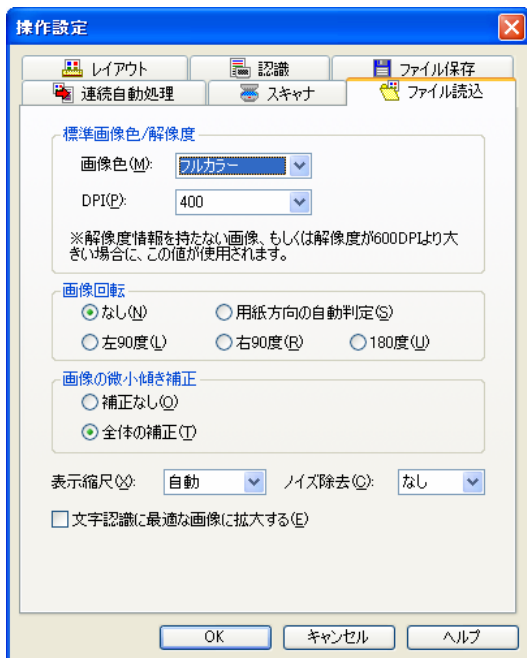 操作設定
レイアウト 認識 ファイル保存
連続自動処理 スキャナ ファイル読込
標準画像色/解像度
画像色(M): フルカラー
DPI(P): 400
※解像度情報を持たない画像、もしくは解像度が600DPIより大
きい場合に、この値が使用されます。
画像回転
なし(N) 用紙方向の自動判定(S)
左90度(L) 右90度(R) 180度(U)
画像の微小傾き補正
補正なし(O)
全体の補正(T)
表示縮尺(X): 自動 ノイズ除去(C): なし
文字認識に最適な画像に拡大する(E)
OK キャンセル ヘルプ